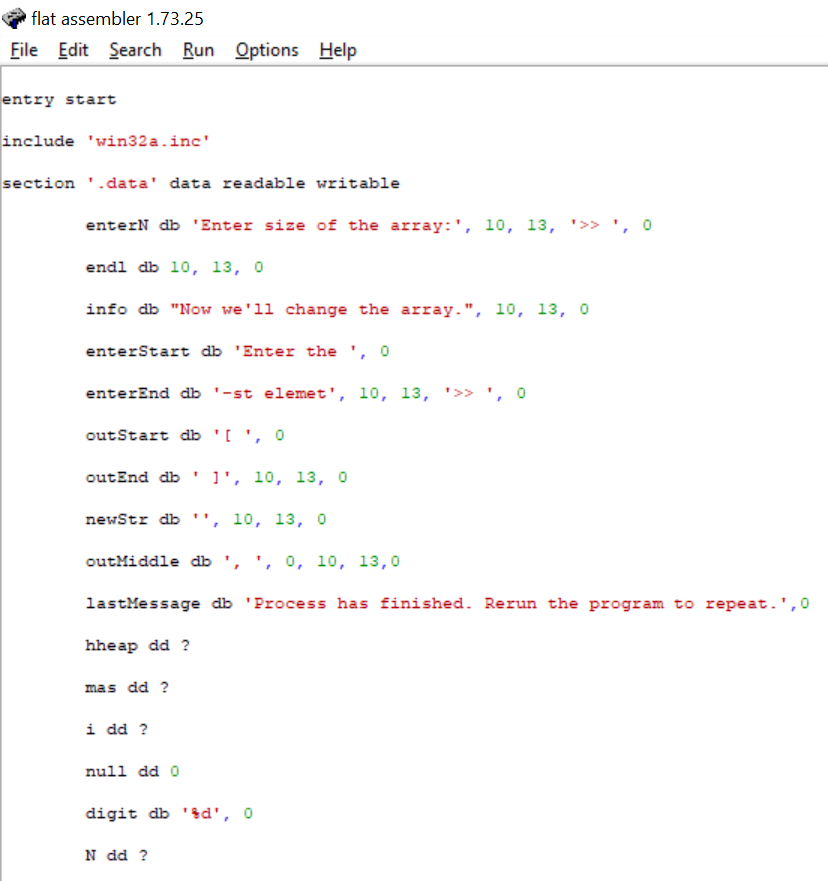 flat assembler 1.73.25
File Edit Search Run Options Help
entry start
include 'win32a.inc'
section '.data' data readable writable
enterN db 'Enter size of the array:', 10, 13, '>> ', 0
endl db 10, 13, 0
info db "Now we'll change the array.", 10, 13, 0
enterStart db 'Enter the ', 0
enterEnd db '-st elemet', 10, 13, '>> ', 0
outStart db '[ ', 0
outEnd db ' ]', 10, 13, 0
newStr db '', 10, 13, 0
outMiddle db ', ', 0, 10, 13,0
lastMessage db 'Process has finished. Rerun the program to repeat.',0
hheap dd ?
mas dd ?
i dd ?
null dd 0
digit db '%d', 0
N dd ?